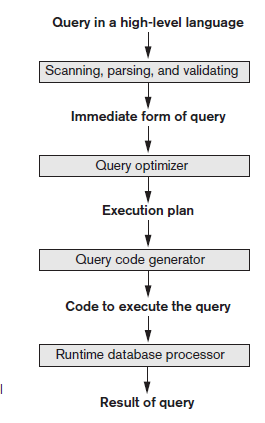 Query in a high-level language
Scanning, parsing, and validating
Immediate form of query
Query optimizer
Execution plan
Query code generator
Code to execute the query
Runtime database processor
Result of query